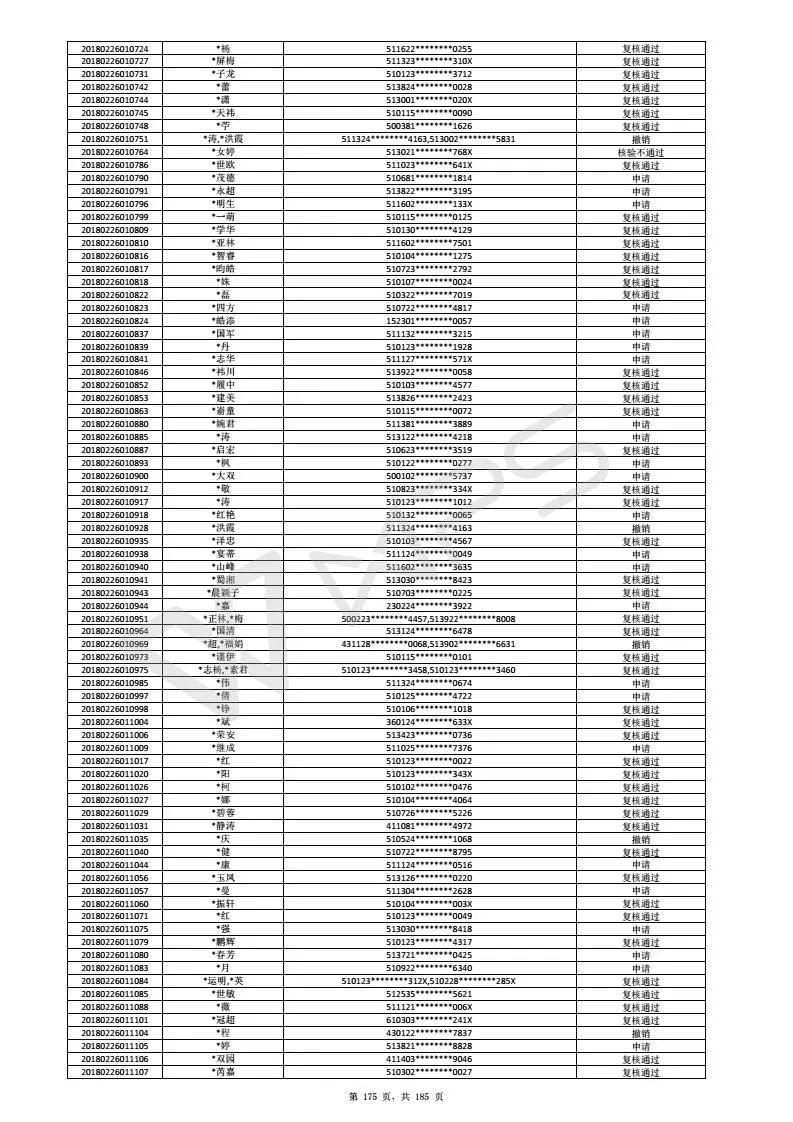 20180226010724 *杨 511622********0255 复核通过
20180226010727 *屏梅 511323********310X 复核通过
20180226010731 *子龙 510123********3712 复核通过
20180226010742 *蕾 513824********0028 复核通过
20180226010744 *潇 513001********020X 复核通过
20180226010745 *天祎 510115********0090 复核通过
20180226010748 *苧 500381********1626 复核通过
20180226010751 *涛,*洪霞 511324********4163,513002********5831 撤销
20180226010764 *女婷 513021********768X 核验不通过
20180226010786 *世欧 511023********641X 复核通过
20180226010790 *茂德 510681********1814 申请
20180226010791 *永超 513822********3195 申请
20180226010796 *明生 511602********133X 申请
20180226010799 *一萌 510115********0125 复核通过
20180226010809 *学华 510130********4129 复核通过
20180226010810 *亚林 511602********7501 复核通过
20180226010816 *智睿 510104********1275 复核通过
20180226010817 *昀皓 510723********2792 复核通过
20180226010818 *姝 510107********0024 复核通过
20180226010822 *磊 510322********7019 复核通过
20180226010823 *四方 510722********4817 申请
20180226010824 *皓添 152301********0057 申请
20180226010837 *国军 511132********3215 申请
20180226010839 *丹 510123********1928 申请
20180226010841 *志华 511127********571X 申请
20180226010846 *祎川 513922********0058 复核通过
20180226010852 *履中 510103********4577 复核通过
20180226010853 *建美 513826********2423 复核通过
20180226010863 *嵛童 510115********0072 复核通过
20180226010880 *婉君 511381********3889 申请
20180226010885 *涛 513122********4218 申请
20180226010887 *启宏 510623********3519 复核通过
20180226010893 *枫 510122********0277 申请
20180226010900 *大双 500102********5737 申请
20180226010912 *敬 510823********334X 复核通过
20180226010917 *涛 510123********1012 复核通过
20180226010918 *红艳 510132********0065 申请
20180226010928 *洪霞 511324********4163 撤销
20180226010935 *泽忠 510103********4567 复核通过
20180226010938 *宴蒂 511124********0049 申请
20180226010940 *山峰 511602********3635 申请
20180226010941 *蜀湘 513030********8423 复核通过
20180226010943 *晨颖子 510703********0225 复核通过
20180226010944 *嘉 230224********3922 申请
20180226010951 *正林,*梅 500223********4457,513922********8008 复核通过
20180226010964 *国清 513124********6478 复核通过
20180226010969 *超,*福娟 431128********0068,513902********6631 撤销
20180226010973 *谨伊 510115********0101 复核通过
20180226010975 *志杨,*素君 510123********3458,510123********3460 复核通过
20180226010985 *伟 511324********0674 申请
20180226010997 *倩 510125********4722 申请
20180226010998 *铮 510106********1018 复核通过
20180226011004 *斌 360124********633X 复核通过
20180226011006 *荣安 513423********0736 复核通过
20180226011009 *继成 511025********7376 申请
20180226011017 *红 510123********0022 复核通过
20180226011020 *阳 510123********343X 复核通过
20180226011026 *柯 510102********0476 复核通过
20180226011027 *娜 510104********4064 复核通过
20180226011029 *碧蓉 510726********5226 复核通过
20180226011031 *静涛 411081********4972 复核通过
20180226011035 *庆 510524********1068 撤销
20180226011040 *健 510722********8795 复核通过
20180226011044 *康 511124********0516 申请
20180226011056 *玉凤 513126********0220 复核通过
20180226011057 *曼 511304********2628 申请
20180226011060 *振轩 510104********003X 复核通过
20180226011071 *红 510123********0049 复核通过
20180226011075 *强 513030********8418 申请
20180226011079 *鹏辉 510123********4317 复核通过
20180226011080 *春芳 513721********0425 申请
20180226011083 *月 510922********6340 申请
20180226011084 *运明,*英 510123********312X,510228********285X 复核通过
20180226011085 *世敏 512535********5621 复核通过
20180226011088 *薇 511121********006X 复核通过
20180226011101 *冠超 610303********241X 复核通过
20180226011104 *程 430122********7837 撤销
20180226011105 *婷 513821********8828 申请
20180226011106 *双园 411403********9046 复核通过
20180226011107 *芮嘉 510302********0027 复核通过
第 175 页，共 185 页